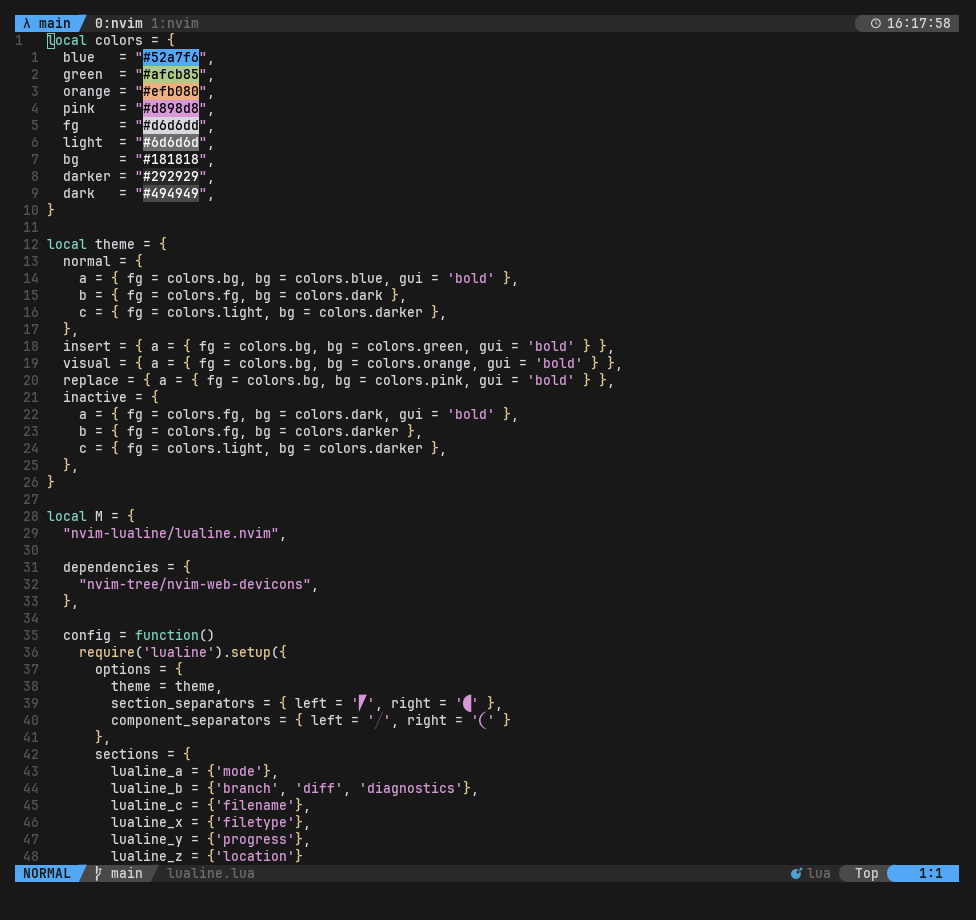 λ main 0:nvim 1:nvim 16:17:58
1 local colors = {
1 blue = "#52a7f6",
2 green = "#afcb85",
3 orange = "#efb080",
4 pink = "#d898d8",
5 fg = "#d6d6dd",
6 light = "#6d6d6d",
7 bg = "#181818",
8 darker = "#292929",
9 dark = "#494949",
10 }
11
12 local theme = {
13 normal = {
14 a = { fg = colors.bg, bg = colors.blue, gui = 'bold' },
15 b = { fg = colors.fg, bg = colors.dark },
16 c = { fg = colors.light, bg = colors.darker },
17 },
18 insert = { a = { fg = colors.bg, bg = colors.green, gui = 'bold' } },
19 visual = { a = { fg = colors.bg, bg = colors.orange, gui = 'bold' } },
20 replace = { a = { fg = colors.bg, bg = colors.pink, gui = 'bold' } },
21 inactive = {
22 a = { fg = colors.fg, bg = colors.dark, gui = 'bold' },
23 b = { fg = colors.fg, bg = colors.darker },
24 c = { fg = colors.light, bg = colors.darker },
25 },
26 }
27
28 local M = {
29 "nvim-lualine/lualine.nvim",
30
31 dependencies = {
32 "nvim-tree/nvim-web-devicons",
33 },
34
35 config = function()
36 require('lualine').setup({
37 options = {
38 theme = theme,
39 section_separators = { left = '', right = '' },
40 component_separators = { left = '', right = '' }
41 },
42 sections = {
43 lualine_a = {'mode'},
44 lualine_b = {'branch', 'diff', 'diagnostics'},
45 lualine_c = {'filename'},
46 lualine_x = {'filetype'},
47 lualine_y = {'progress'},
48 lualine_z = {'location'}
NORMAL main lualine.lua lua Top 1:1